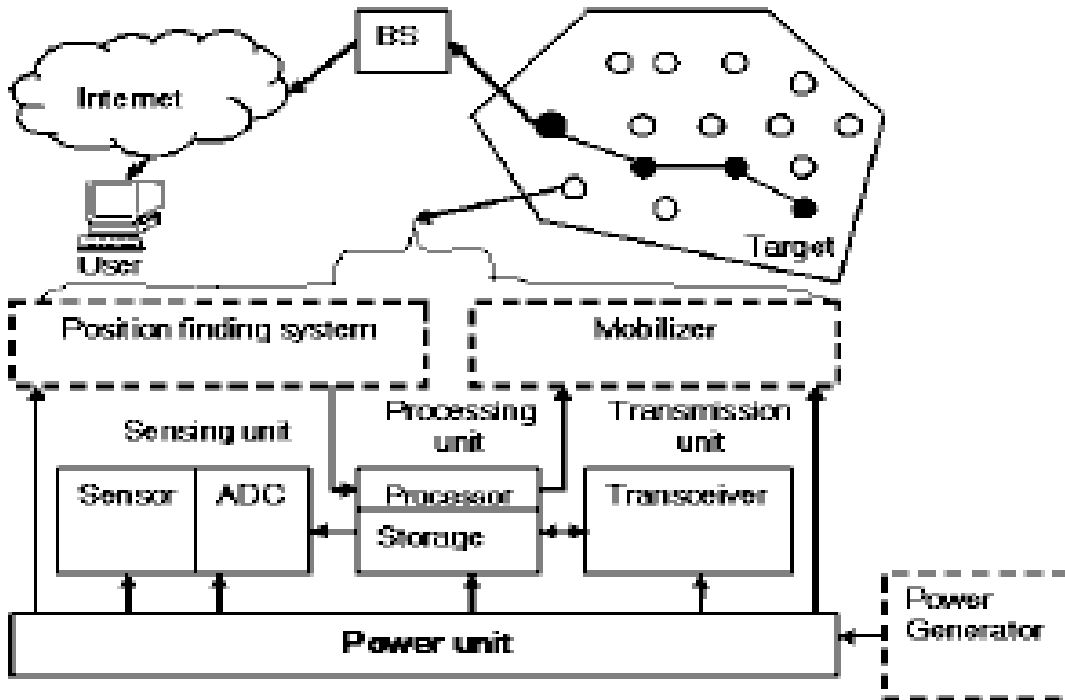 BS
Internet
User
Target
Position finding system
Mobilizer
Sensing unit
Processing
unit
Transmission
unit
Sensor
ADC
Processor
Storage
Transceiver
Power unit
Power
Generator